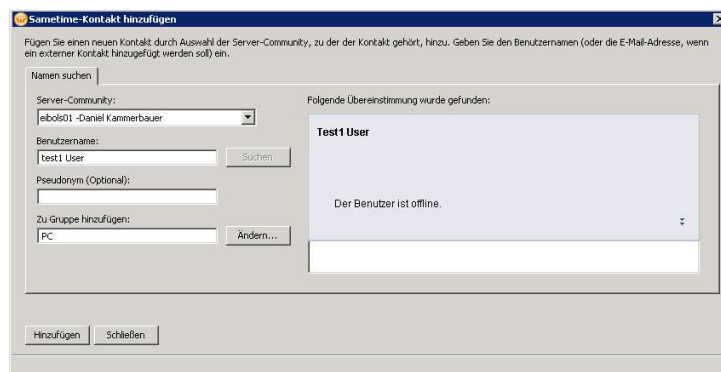 Sametime-Kontakt hinzufügen
Fügen Sie einen neuen Kontakt durch Auswahl der Server-Community, zu der der Kontakt gehört, hinzu. Geben Sie den Benutzernamen (oder die E-Mail-Adresse, wenn
ein externer Kontakt hinzugefügt werden soll) ein.
Namen suchen
Server-Community:
eibols01 -Daniel Kammerbauer
Benutzername:
test1 User
Suchen
Pseudonym (Optional):
Zu Gruppe hinzufügen:
PC
Ändern...
Folgende Übereinstimmung wurde gefunden:
Test1 User
Der Benutzer ist offline.
Hinzufügen
Schließen